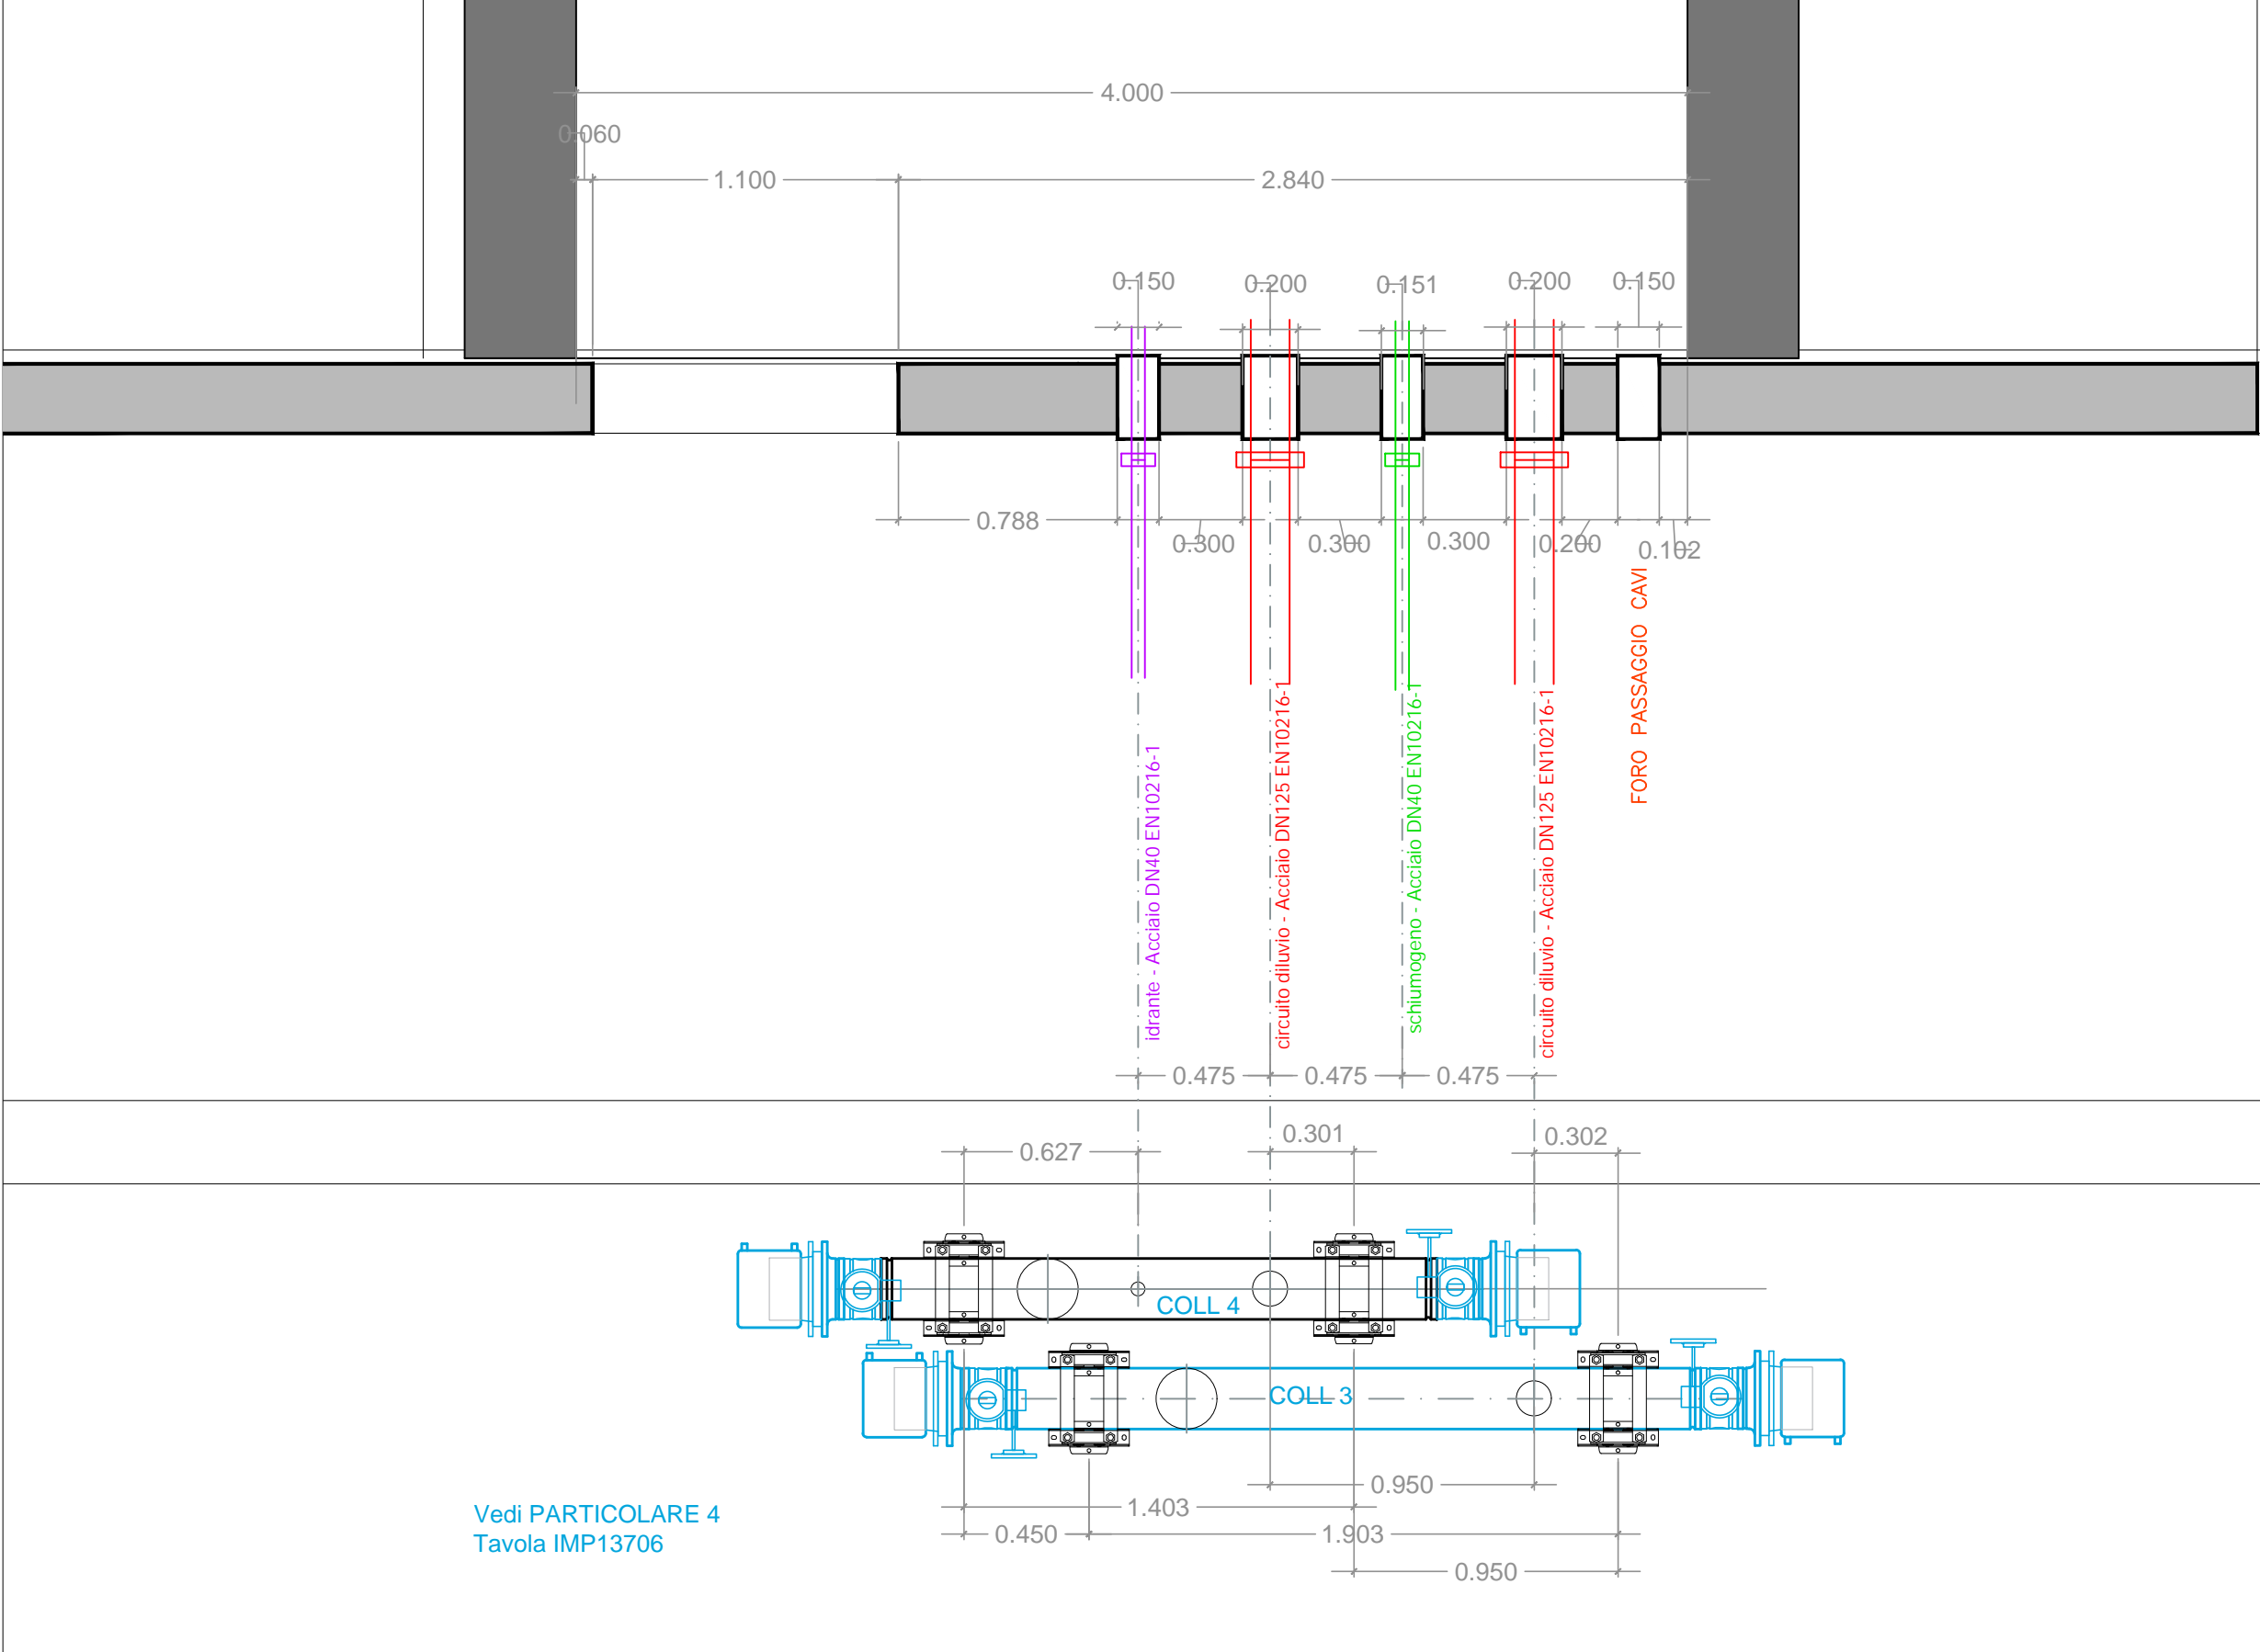 4.000
0.060
1.100
2.840
0.150
0.200
0.151
0.200
0.150
0.788
0.300
0.300
0.300
0.200
0.102
FORO PASSAGGIO CAVI
idrante - Acciaio DN40 EN10216-1
circuito diluvio - Acciaio DN125 EN10216-1
schiumogeno - Acciaio DN40 EN10216-1
circuito diluvio - Acciaio DN125 EN10216-1
0.475
0.475
0.475
0.627
0.301
0.302
COLL 4
COLL 3
0.950
1.403
0.450
1.903
0.950
Vedi PARTICOLARE 4
Tavola IMP13706